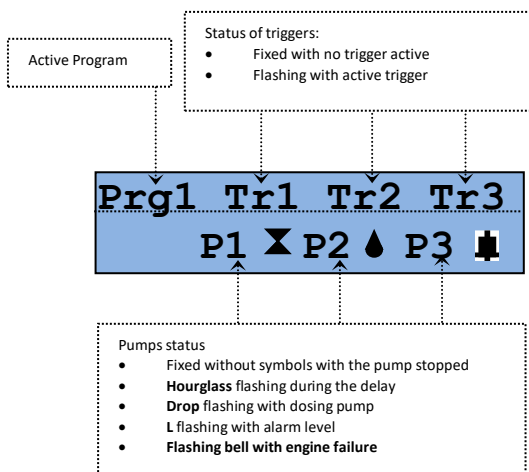 Status of triggers:
• Fixed with no trigger active
• Flashing with active trigger
Active Program
Prg1 Tr1 Tr2 Tr3
P1 P2 P3
Pumps status
• Fixed without symbols with the pump stopped
• Hourglass flashing during the delay
• Drop flashing with dosing pump
• L flashing with alarm level
• Flashing bell with engine failure